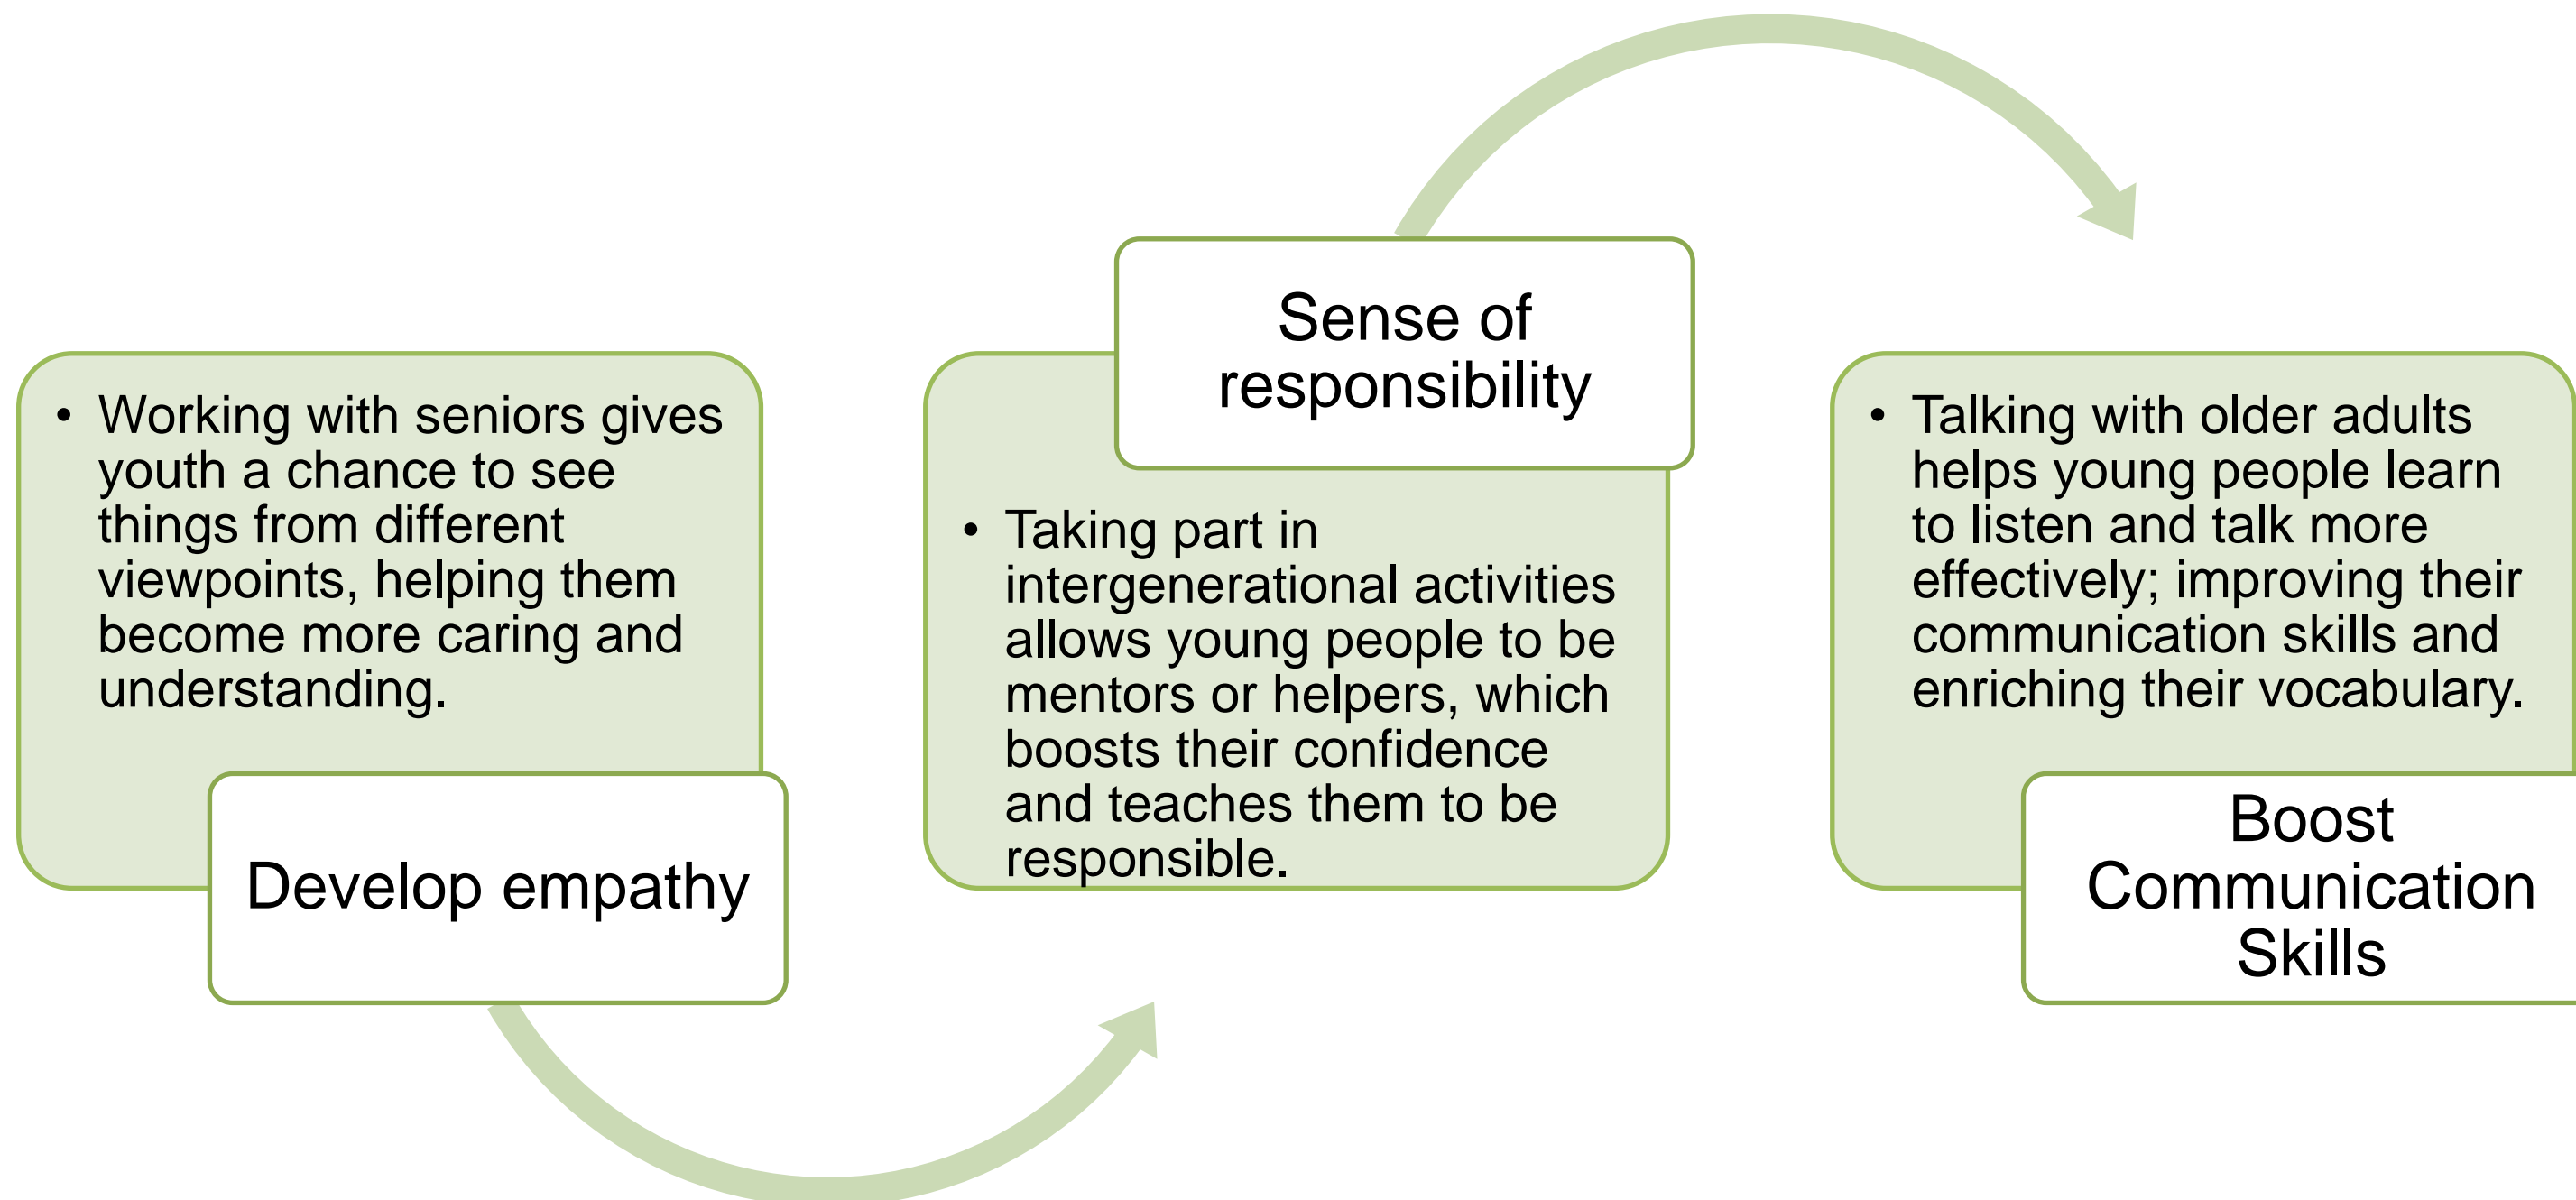 • Working with seniors gives
youth a chance to see
things from different
viewpoints, helping them
become more caring and
understanding.
Develop empathy
Sense of
responsibility
• Taking part in
intergenerational activities
allows young people to be
mentors or helpers, which
boosts their confidence
and teaches them to be
responsible.
• Talking with older adults
helps young people learn
to listen and talk more
effectively; improving their
communication skills and
enriching their vocabulary.
Boost
Communication
Skills